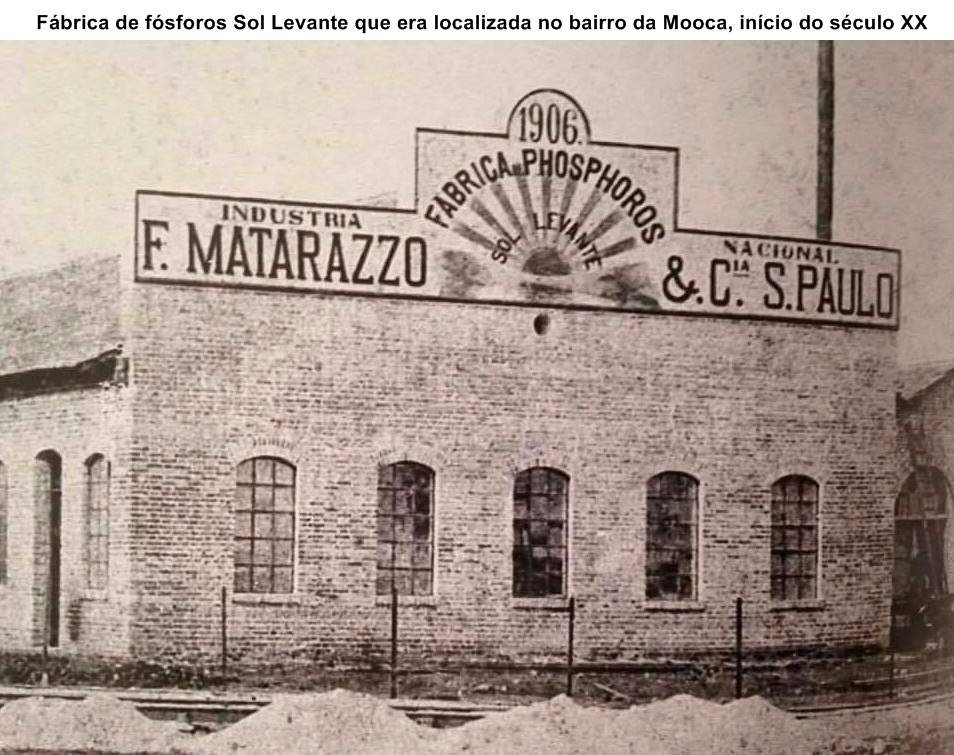 Fábrica de fósforos Sol Levante que era localizada no bairro da Mooca, início do século XX
1906.
FABRICA DE PHOSPHOROS
SOL LEVANTE
INDUSTRIA
F. MATARAZZO
NACIONAL
&. CIA. S. PAULO